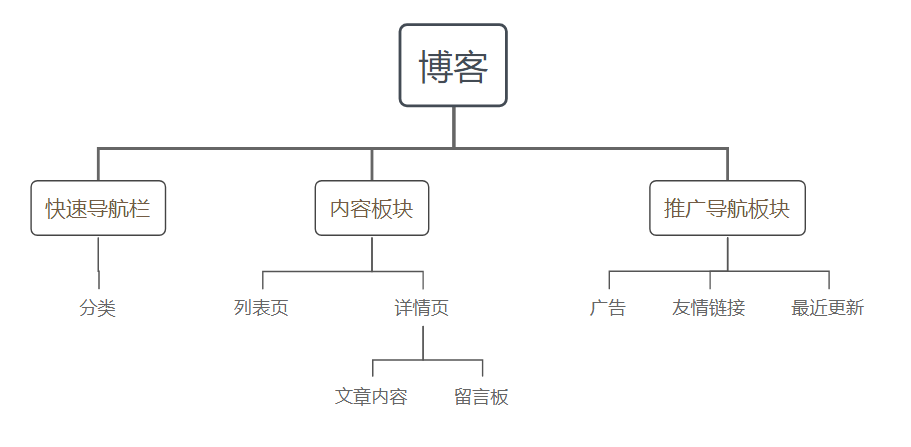 博客
快速导航栏
内容板块
推广导航板块
分类
列表页
详情页
广告
友情链接
最近更新
文章内容
留言板